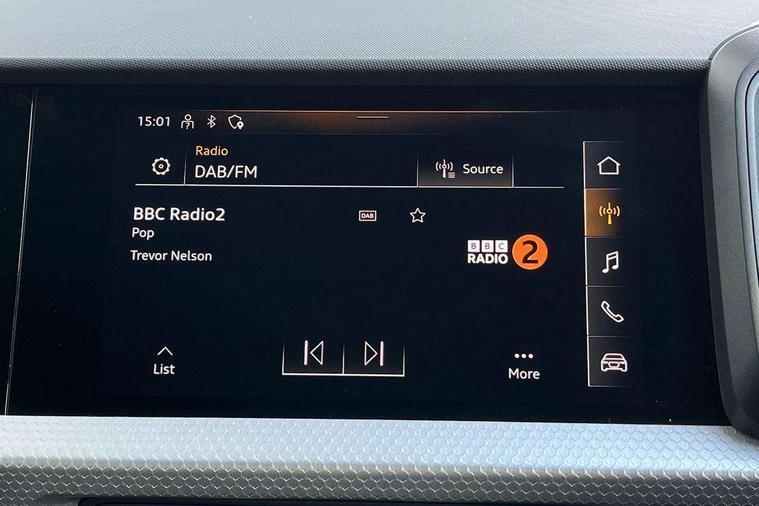 15:01
Radio
DAB/FM
Source
BBC Radio2
DAB
Pop
Trevor Nelson
BBC
RADIO 2
List
More